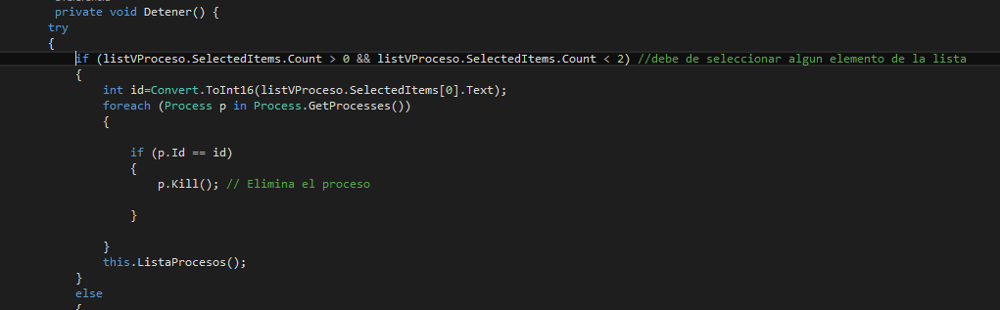 private void Detener() {
try
{
if (listVProceso.SelectedItems.Count > 0 && listVProceso.SelectedItems.Count < 2) //debe de seleccionar algun elemento de la lista
{
int id=Convert.ToInt16(listVProceso.SelectedItems[0].Text);
foreach (Process p in Process.GetProcesses())
{
if (p.Id == id)
{
p.Kill(); // Elimina el proceso
}
}
this.ListaProcesos();
}
else
{